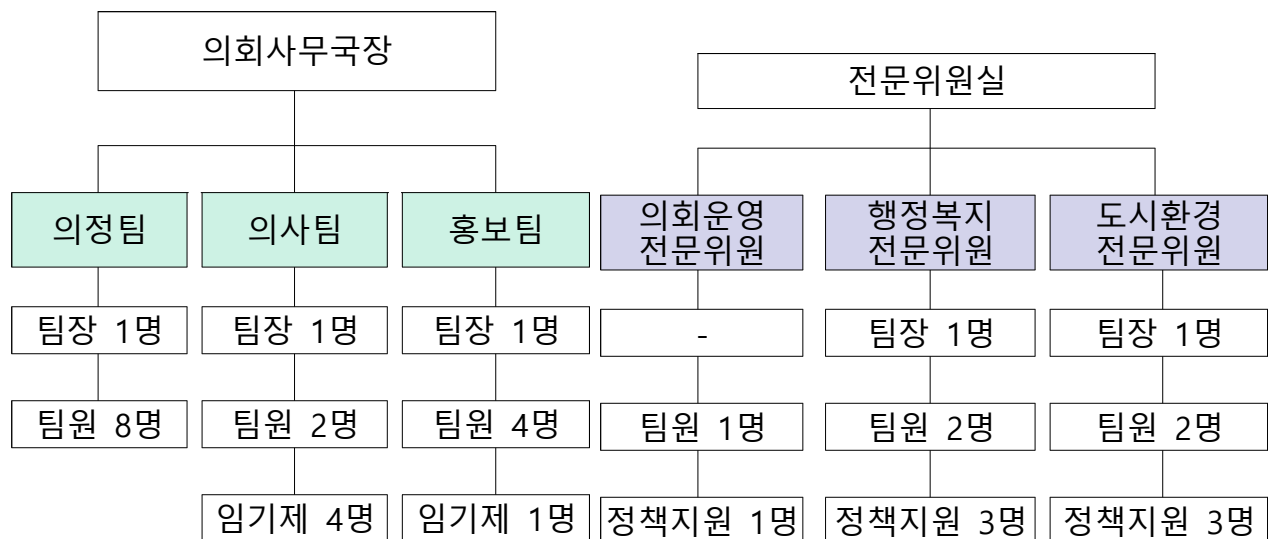 의회사무국장
전문위원실
의정팀
의사팀
홍보팀
의회운영
전문위원
행정복지
전문위원
도시환경
전문위원
팀장 1명
팀장 1명
팀장 1명
-
팀장 1명
팀장 1명
팀원 8명
팀원 2명
팀원 4명
팀원 1명
팀원 2명
팀원 2명
임기제 4명
임기제 1명
정책지원 1명
정책지원 3명
정책지원 3명